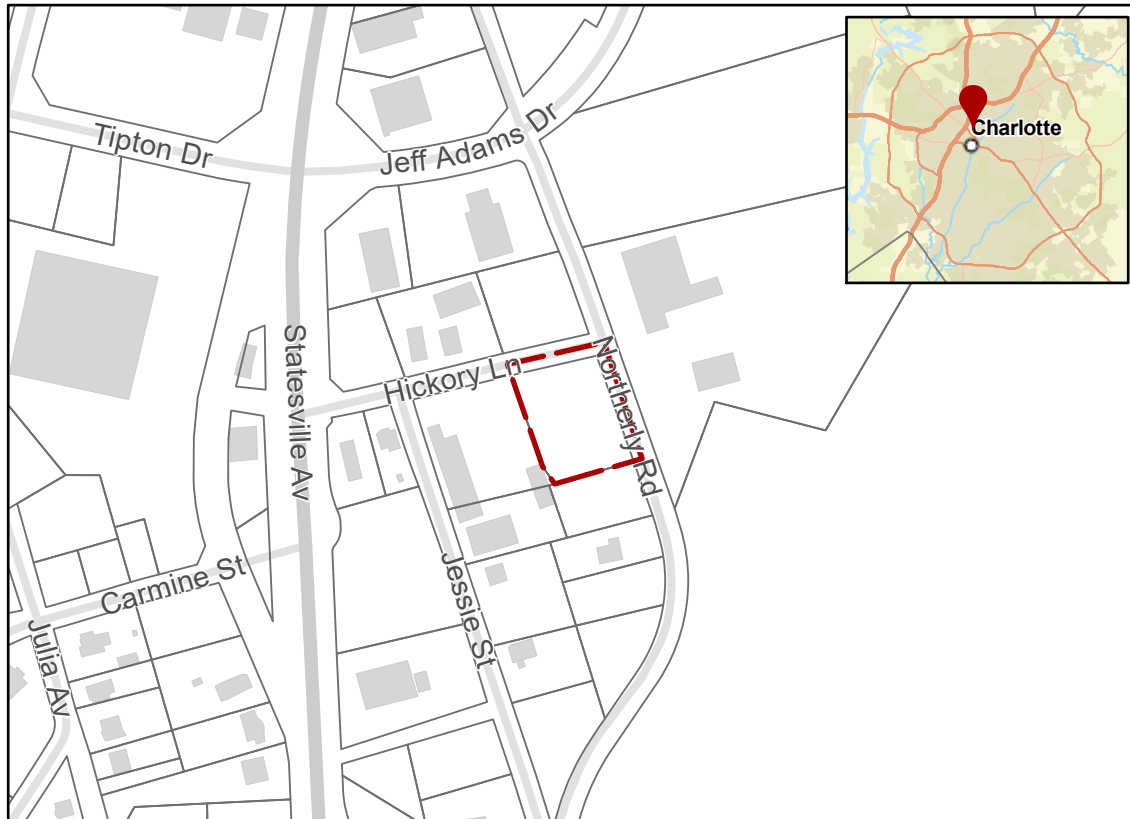 Tipton Dr
Jeff Adams Dr
Charlotte
Statesville Av
Hickory Ln
Northerly Rd
Carmine St
Jessie St
Julia Av